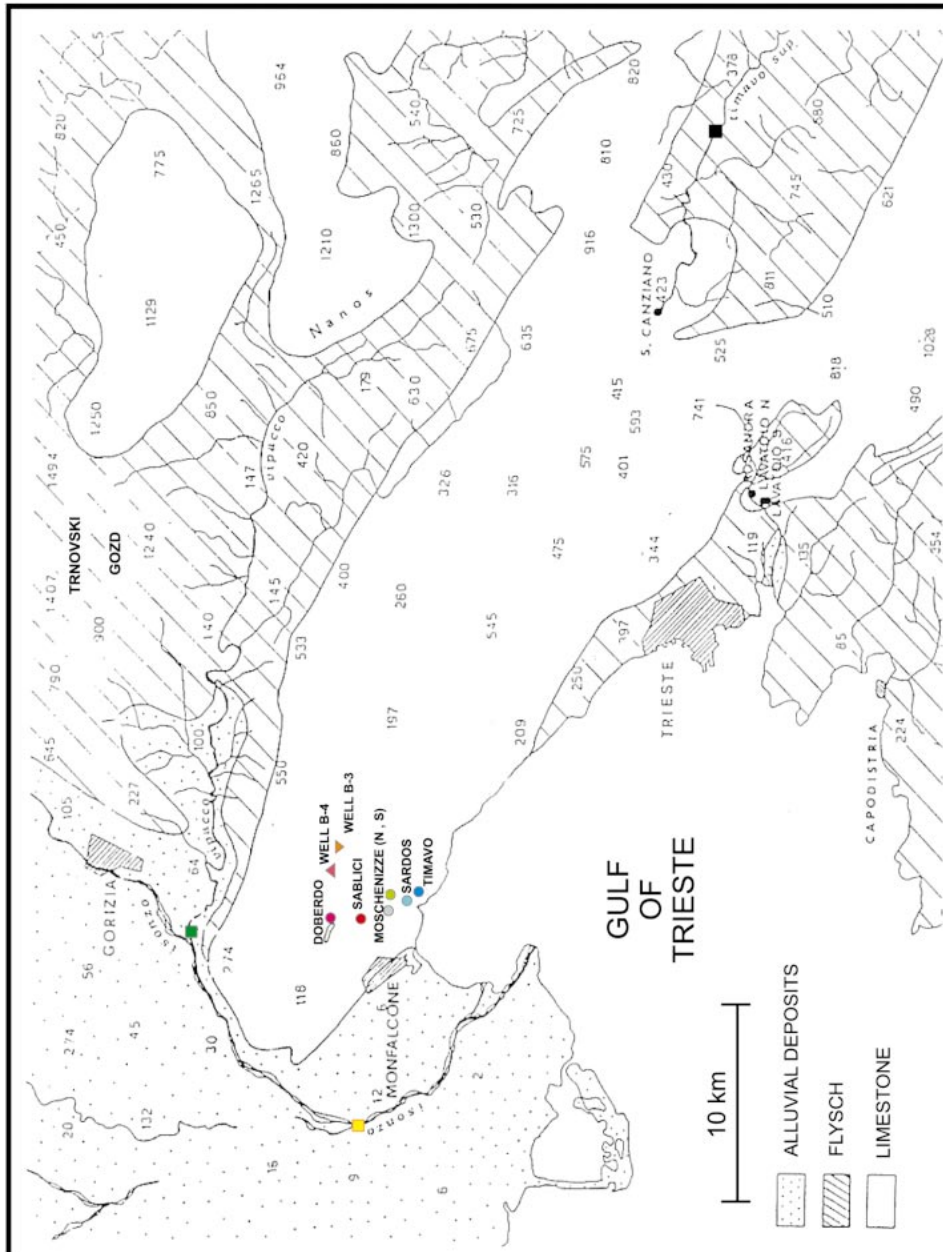 20 274 56
132 45
GORIZIA
105 645 790 1407 1494 450 820
TRNOVSKI
GOZD
227 900 1240 1250 1129 775
16 30 isonzo
64 vipacco 100 140 147 850 1265 964
145 420 vipacco
274 550 533 179 Nanos 1210 860
9 118
DOBERDO
WELL B-4
WELL B-3
400 630 1300 540
SABLICI
MOSCHENIZZE (N , S)
SARDOS
TIMAVO
12 6
MONFALCONE
isonzo
6 2
197 260 326 675 530 725
545 316 635
209 475 575 415 916 810 820
250 401 593
397 344 741
S. CANZIANO
423 430 378
timavo sup.
TRIESTE
ROSANDRA
LAVATOIO N
LAVATOIO S
416 525 811 745 680
119 135 818 510 621
85 254 490 1028
CAPODISTRIA
224
GULF
OF
TRIESTE
10 km
ALLUVIAL DEPOSITS
FLYSCH
LIMESTONE